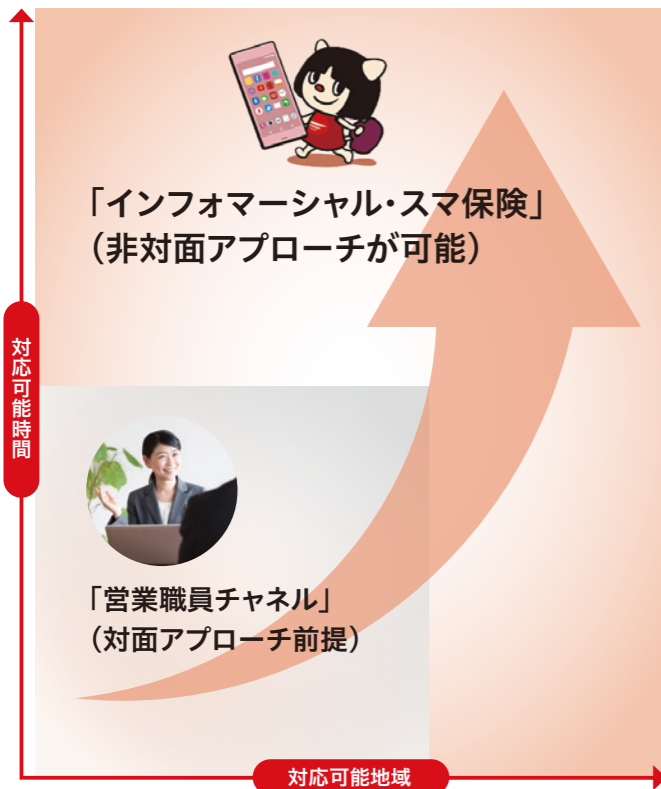 「インフォマーシャル・スマ保険」
（非対面アプローチが可能）
対応可能時間
「営業職員チャネル」
（対面アプローチ前提）
対応可能地域